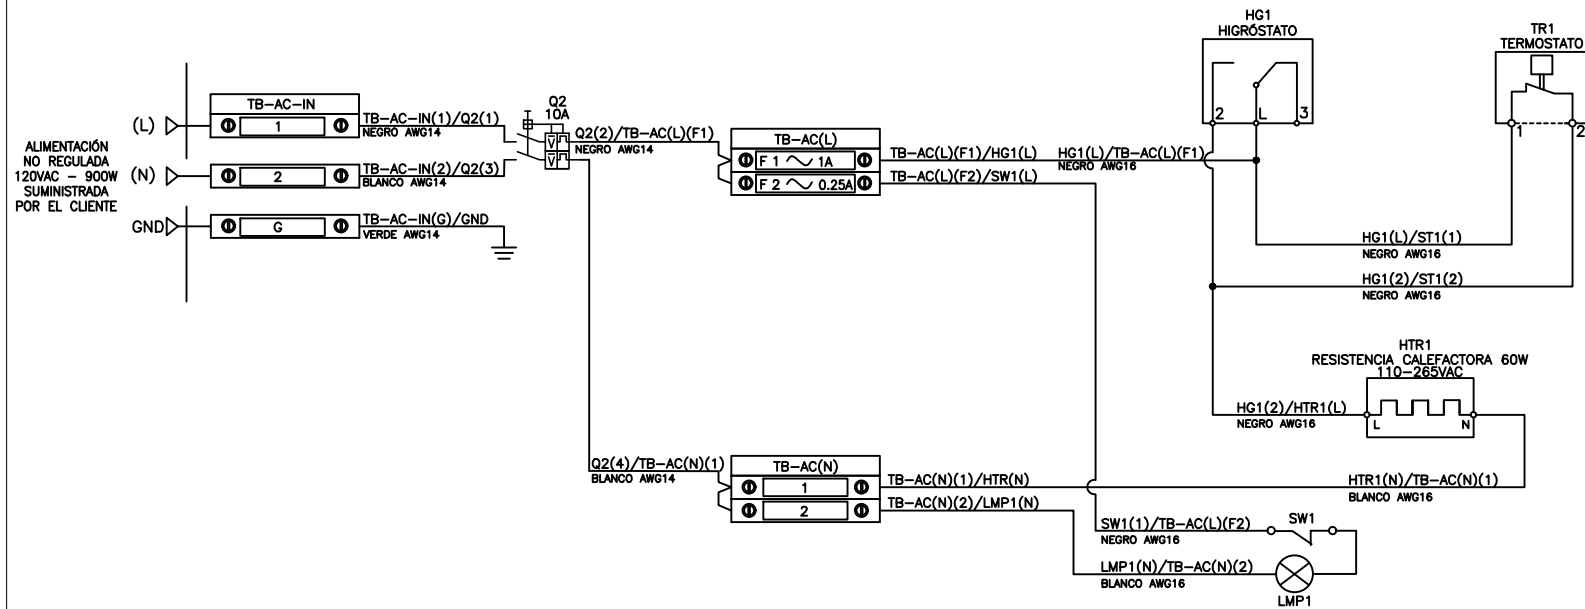 HG1
HIGRÓSTATO
TR1
TERMOSTATO
2
L
3
1
2
ALIMENTACIÓN
NO REGULADA
120VAC - 900W
SUMINISTRADA
POR EL CLIENTE
(L)
(N)
GND
TB-AC-IN
1
2
G
TB-AC-IN(1)/Q2(1)
NEGRO AWG14
TB-AC-IN(2)/Q2(3)
BLANCO AWG14
TB-AC-IN(G)/GND
VERDE AWG14
Q2
10A
Q2(2)/TB-AC(L)(F1)
NEGRO AWG14
TB-AC(L)
F 1 1A
F 2 0.25A
TB-AC(L)(F1)/HG1(L)
HG1(L)/TB-AC(L)(F1)
NEGRO AWG16
TB-AC(L)(F2)/SW1(L)
HG1(L)/ST1(1)
NEGRO AWG16
HG1(2)/ST1(2)
NEGRO AWG16
HTR1
RESISTENCIA CALEFACTORA 60W
110-265VAC
L
N
HG1(2)/HTR1(L)
NEGRO AWG16
Q2(4)/TB-AC(N)(1)
BLANCO AWG14
TB-AC(N)
1
2
TB-AC(N)(1)/HTR(N)
TB-AC(N)(2)/LMP1(N)
HTR1(N)/TB-AC(N)(1)
BLANCO AWG16
SW1(1)/TB-AC(L)(F2)
NEGRO AWG16
SW1
LMP1(N)/TB-AC(N)(2)
BLANCO AWG16
LMP1